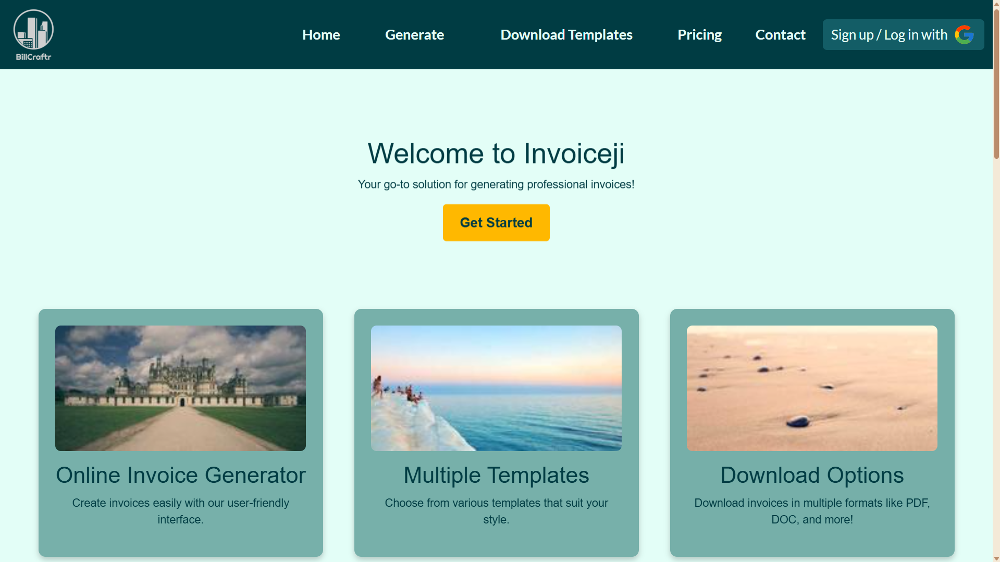 BillCraftr
Home
Generate
Download Templates
Pricing
Contact
Sign up / Log in with
Welcome to Invoiceji
Your go-to solution for generating professional invoices!
Get Started
Online Invoice Generator
Create invoices easily with our user-friendly
interface.
Multiple Templates
Choose from various templates that suit your
style.
Download Options
Download invoices in multiple formats like PDF,
DOC, and more!